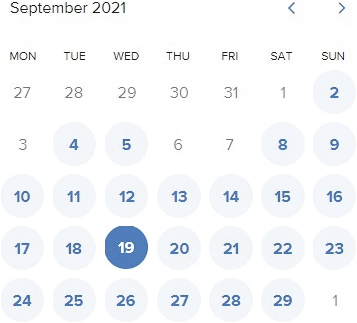 September 2021
MON TUE WED THU FRI SAT SUN
27 28 29 30 31 1 2
3 4 5 6 7 8 9
10 11 12 13 14 15 16
17 18 19 20 21 22 23
24 25 26 27 28 29 1